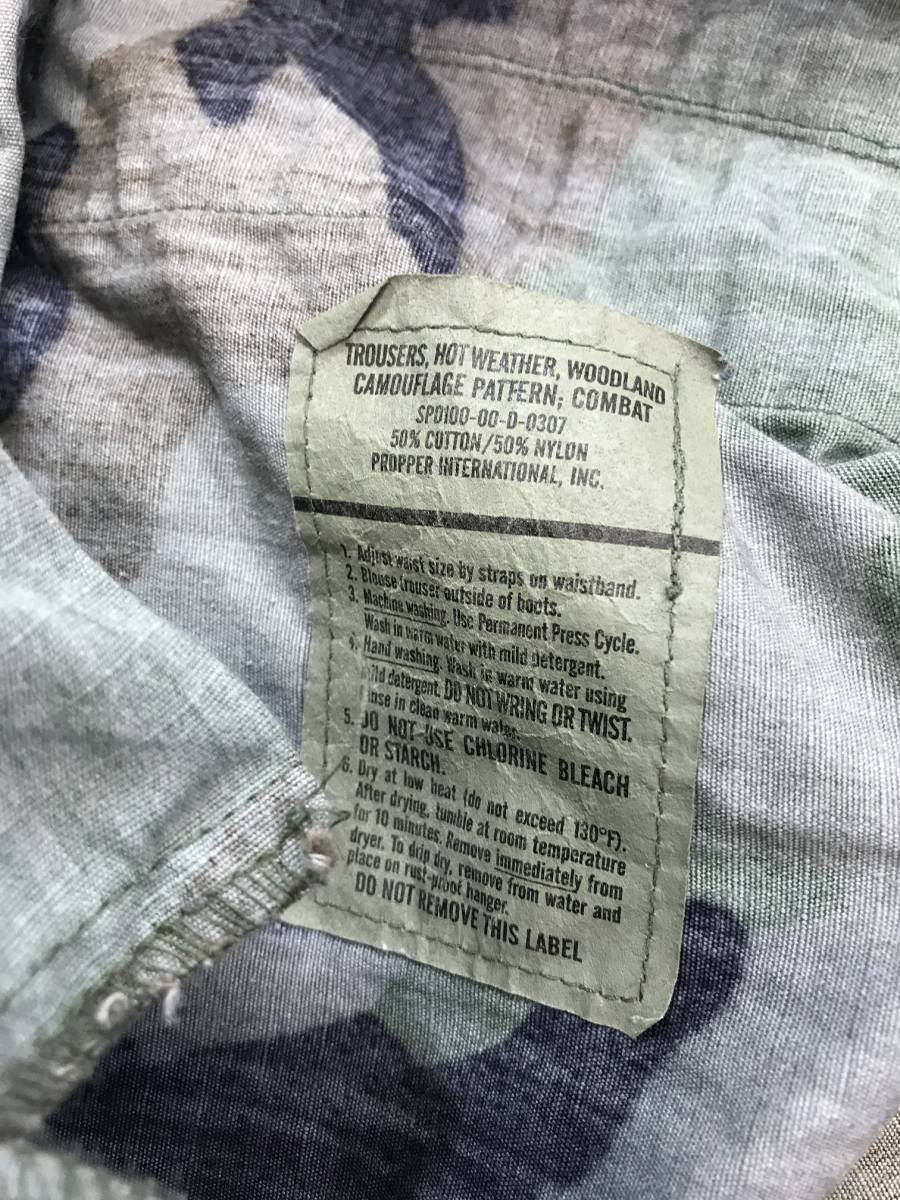 TROUSERS, HOT WEATHER, WOODLAND
CAMOUFLAGE PATTERN; COMBAT
SP0100-00-D-0307
50% COTTON/50% NYLON
PROPPER INTERNATIONAL, INC.
1. Adjust waist size by straps on waistband.
2. Blouse trouser outside of boots.
3. Machine washing. Use Permanent Press Cycle.
Wash in warm water with mild detergent.
4. Hand washing. Wash in warm water using
mild detergent. DO NOT WRING OR TWIST.
Rinse in clean warm water.
5. DO NOT USE CHLORINE BLEACH
OR STARCH.
6. Dry at low heat (do not exceed 130°F).
After drying, tumble at room temperature
for 10 minutes. Remove immediately from
dryer. To drip dry, remove from water and
place on rust-proof hanger.
DO NOT REMOVE THIS LABEL